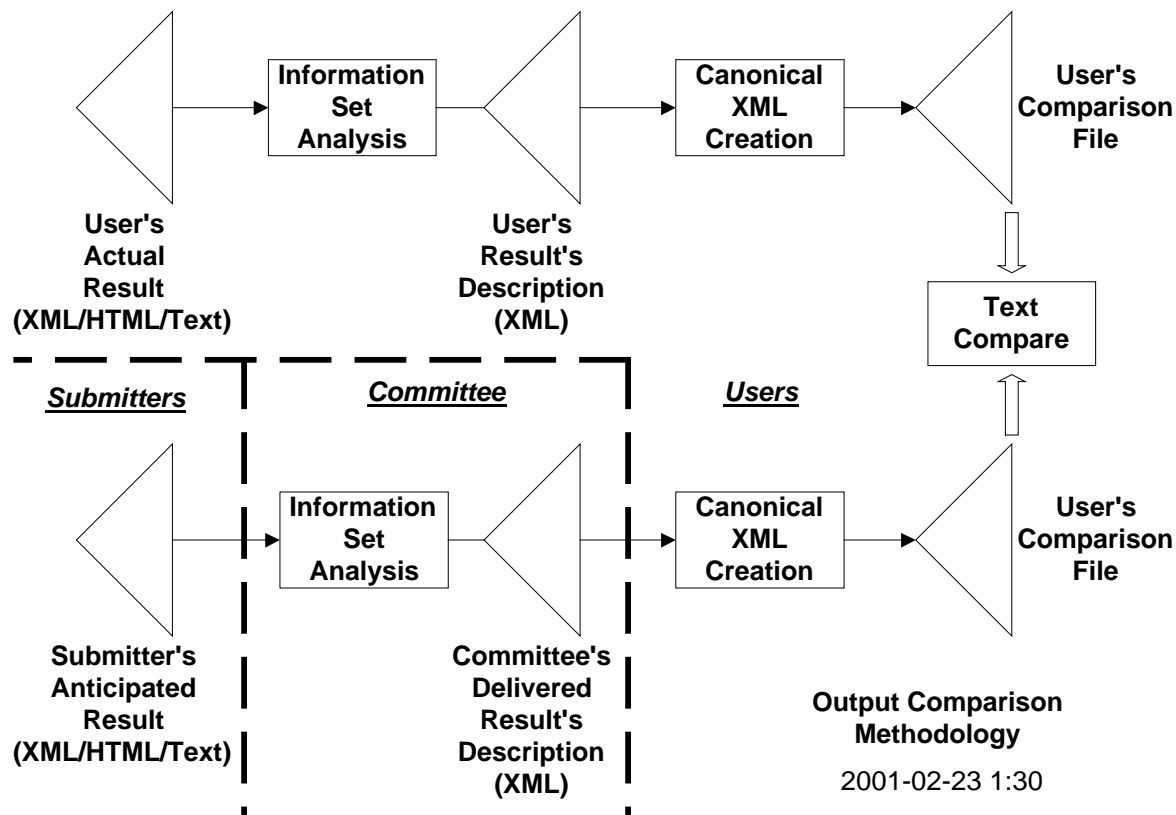 Information
Set
Analysis
Canonical
XML
Creation
User's
Comparison
File
User's
Actual
Result
(XML/HTML/Text)
User's
Result's
Description
(XML)
Text
Compare
Submitters
Committee
Users
Information
Set
Analysis
Canonical
XML
Creation
User's
Comparison
File
Submitter's
Anticipated
Result
(XML/HTML/Text)
Committee's
Delivered
Result's
Description
(XML)
Output Comparison
Methodology
2001-02-23 1:30